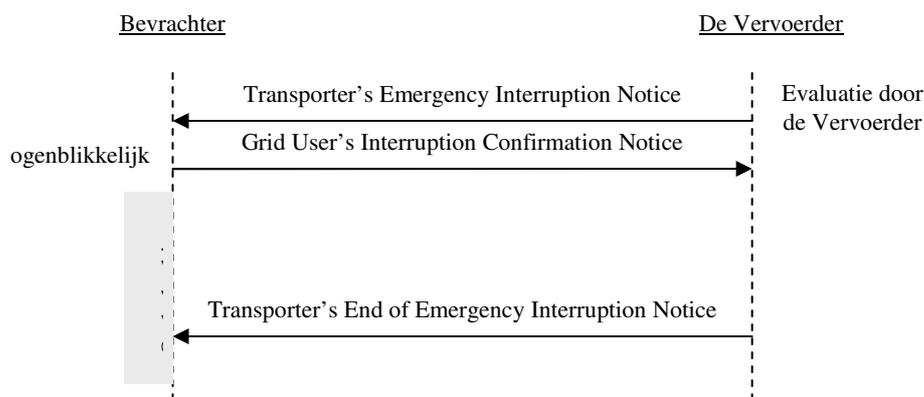 Bevrachter
De Vervoerder
Transporter's Emergency Interruption Notice
Evaluatie door
de Vervoerder
Grid User's Interruption Confirmation Notice
ogenblikkelijk
Transporter's End of Emergency Interruption Notice